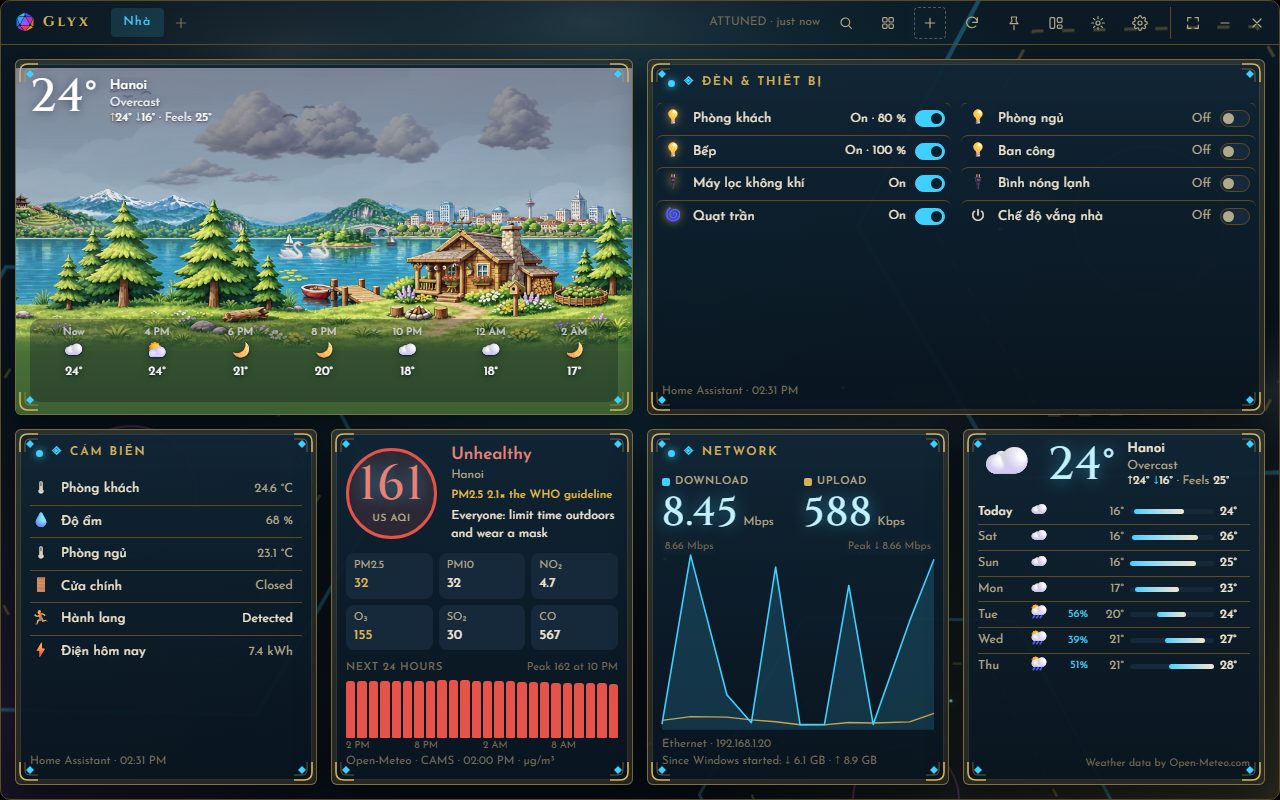 GLYX
Nhà
+
ATTUNED · just now
24°
Hanoi
Overcast
↑24° ↓16° · Feels 25°
Now 4 PM 6 PM 8 PM 10 PM 12 AM 2 AM
24° 24° 21° 20° 18° 18° 17°
ĐÈN & THIẾT BỊ
Phòng khách On · 80 %
Phòng ngủ Off
Bếp On · 100 %
Ban công Off
Máy lọc không khí On
Bình nóng lạnh Off
Quạt trần On
Chế độ vắng nhà Off
Home Assistant · 02:31 PM
CẢM BIẾN
Phòng khách 24.6 °C
Độ ẩm 68 %
Phòng ngủ 23.1 °C
Cửa chính Closed
Hành lang Detected
Điện hôm nay 7.4 kWh
Home Assistant · 02:31 PM
161
US AQI
Unhealthy
Hanoi
PM2.5 2.1× the WHO guideline
Everyone: limit time outdoors
and wear a mask
PM2.5 PM10 NO₂
32 32 4.7
O₃ SO₂ CO
155 30 567
NEXT 24 HOURS Peak 162 at 10 PM
2 PM 8 PM 2 AM 8 AM
Open-Meteo · CAMS · 02:00 PM · µg/m³
NETWORK
DOWNLOAD UPLOAD
8.45 Mbps 588 Kbps
8.66 Mbps Peak ↓ 8.66 Mbps
Ethernet · 192.168.1.20
Since Windows started: ↓ 6.1 GB · ↑ 8.9 GB
24°
Hanoi
Overcast
↑24° ↓16° · Feels 25°
Today 16° 24°
Sat 16° 26°
Sun 16° 25°
Mon 17° 23°
Tue 56% 20° 24°
Wed 39% 21° 27°
Thu 51% 21° 28°
Weather data by Open-Meteo.com